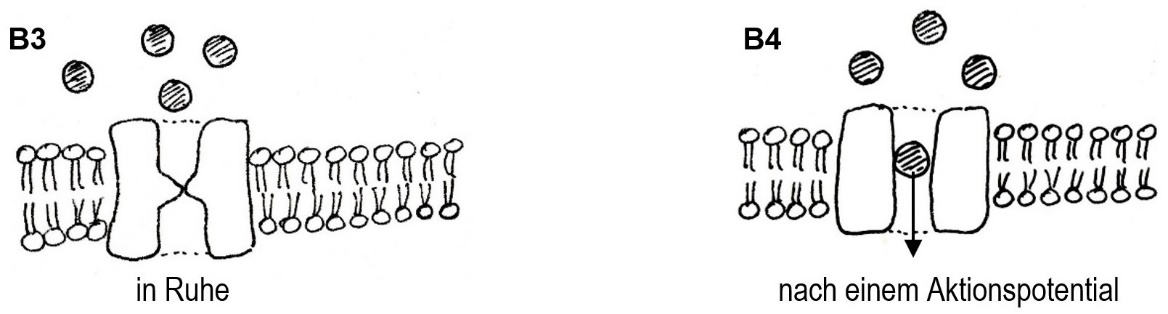 B3
B4
in Ruhe
nach einem Aktionspotential